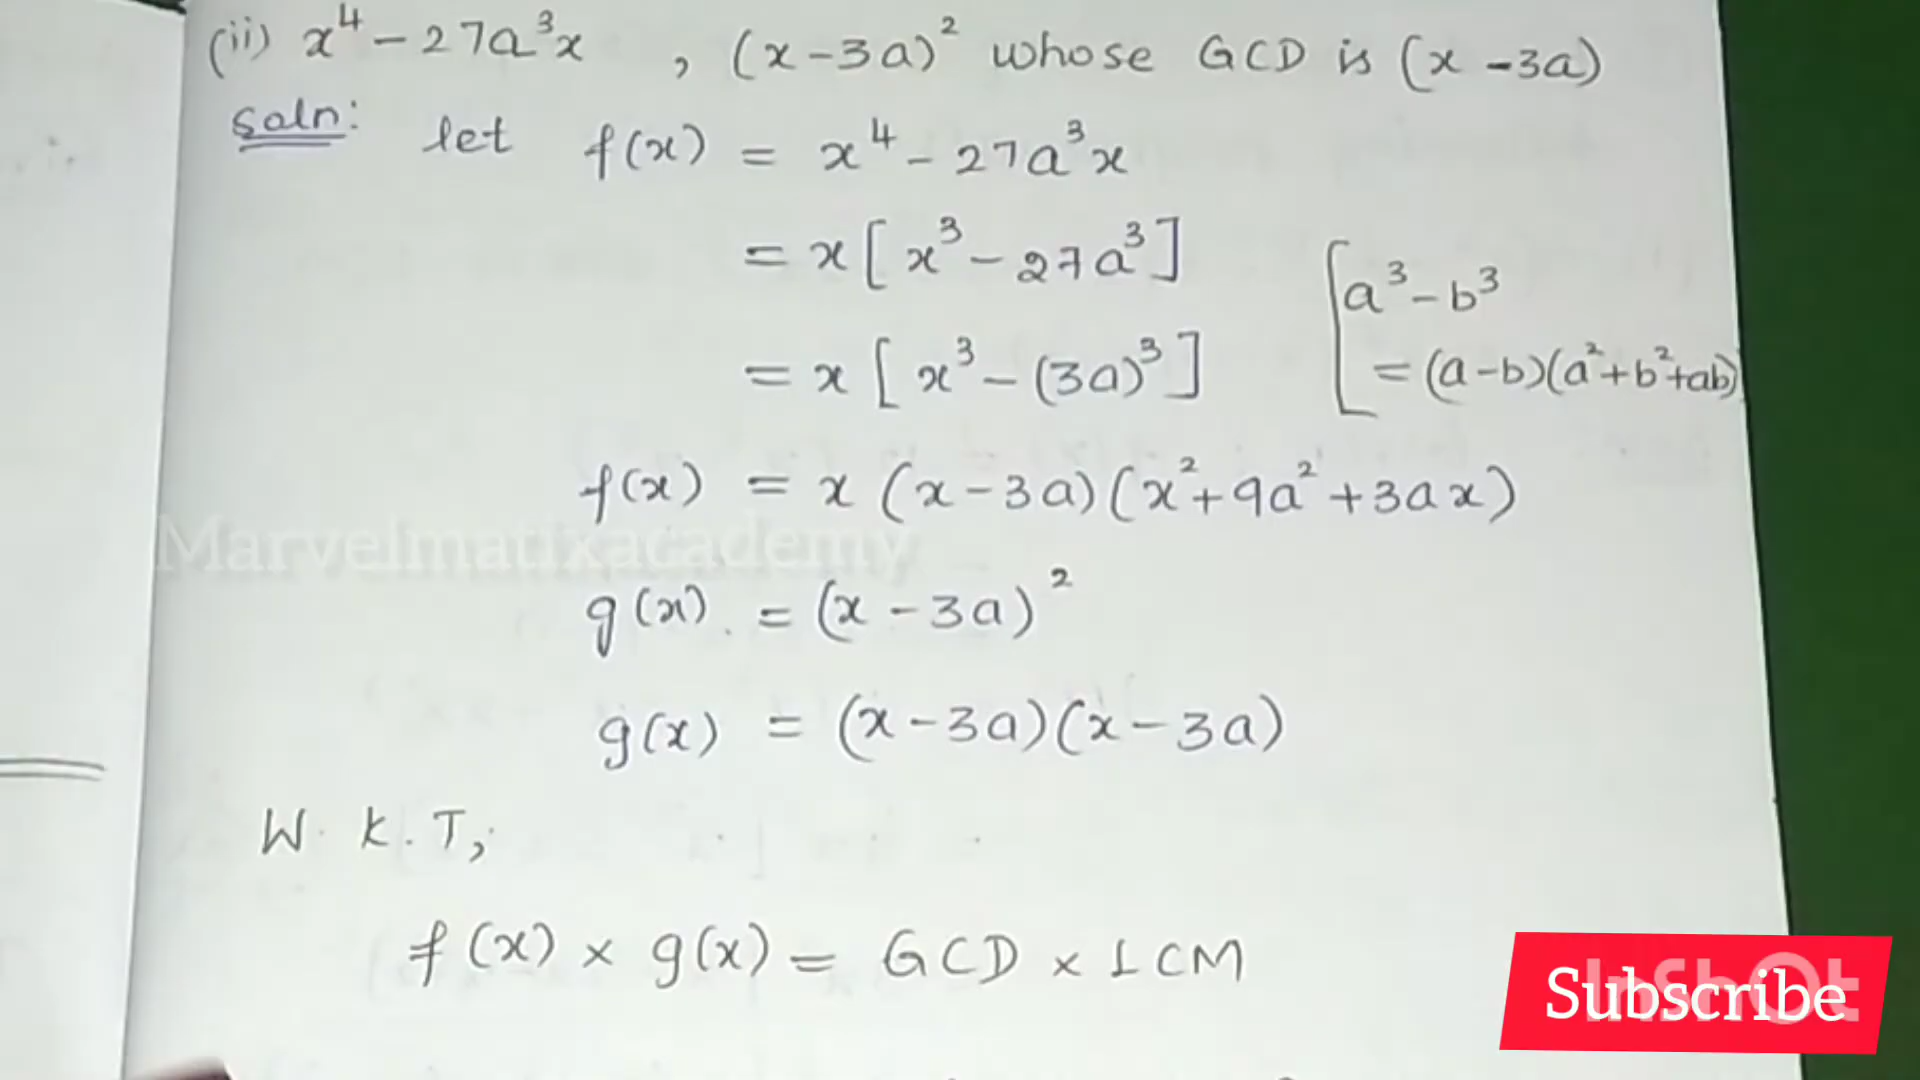 (ii) x⁴ - 27a³x , (x - 3a)² whose GCD is (x - 3a)
Soln: let f(x) = x⁴ - 27a³x
= x[x³ - 27a³]
[a³ - b³
= x[x³ - (3a)³]
= (a-b)(a²+b²+ab)
f(x) = x (x - 3a)(x² + 9a² + 3ax)
Marvelmatixacademy
g(x) = (x - 3a)²
g(x) = (x - 3a)(x - 3a)
W.K.T,
f(x) × g(x) = GCD × LCM
InShOt
Subscribe